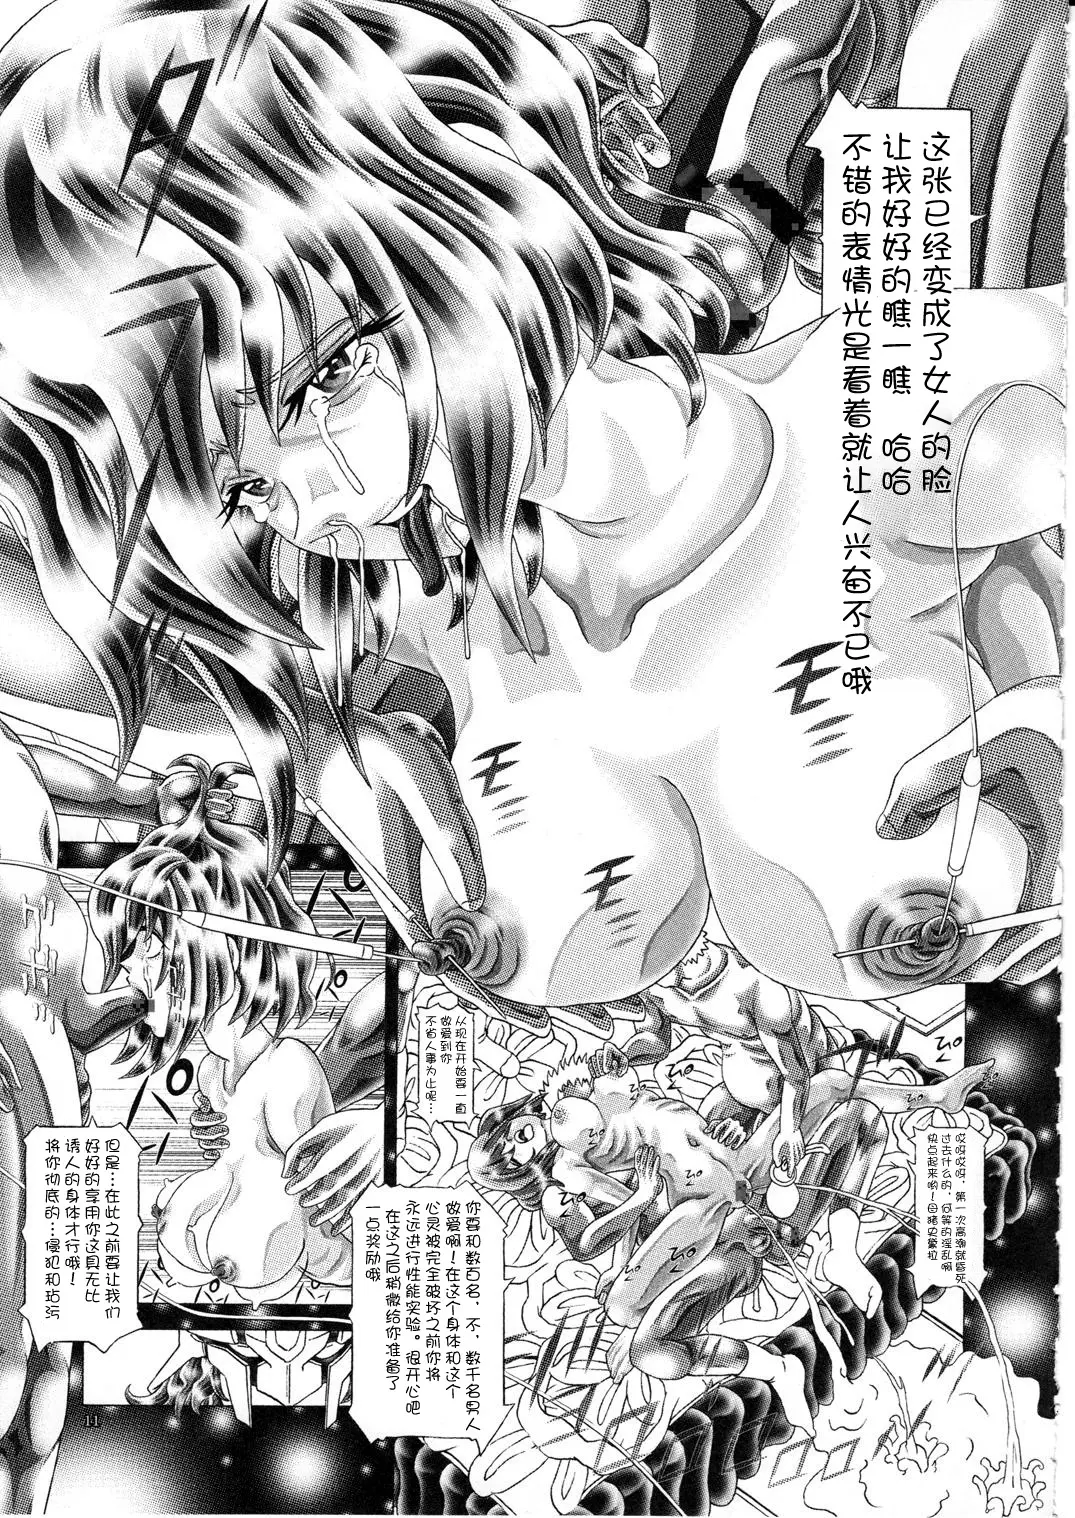 这张已经变成了女人的脸
让我好好的瞧一瞧 哈哈
不错的表情光是看着就让人兴奋不已哦
モ
モ
モ
哎呀哎呀，第一次高潮就昏死
过去什么的，何等的淫乱啊
快点起来哟！母猪史蒙拉
从现在开始要一直
做爱到你
不省人事为止呢…
你要和数百名，不，数千名男人
做爱啊！在这个身体和这个
心灵被完全破坏之前你将
永远进行性能实验。很开心吧
在这之后稍微给你准备了
一点奖励哦
但是…在此之前要让我们
好好的享用你这具无比
诱人的身体才行哦！
将你彻底的…侵犯和玷污
11